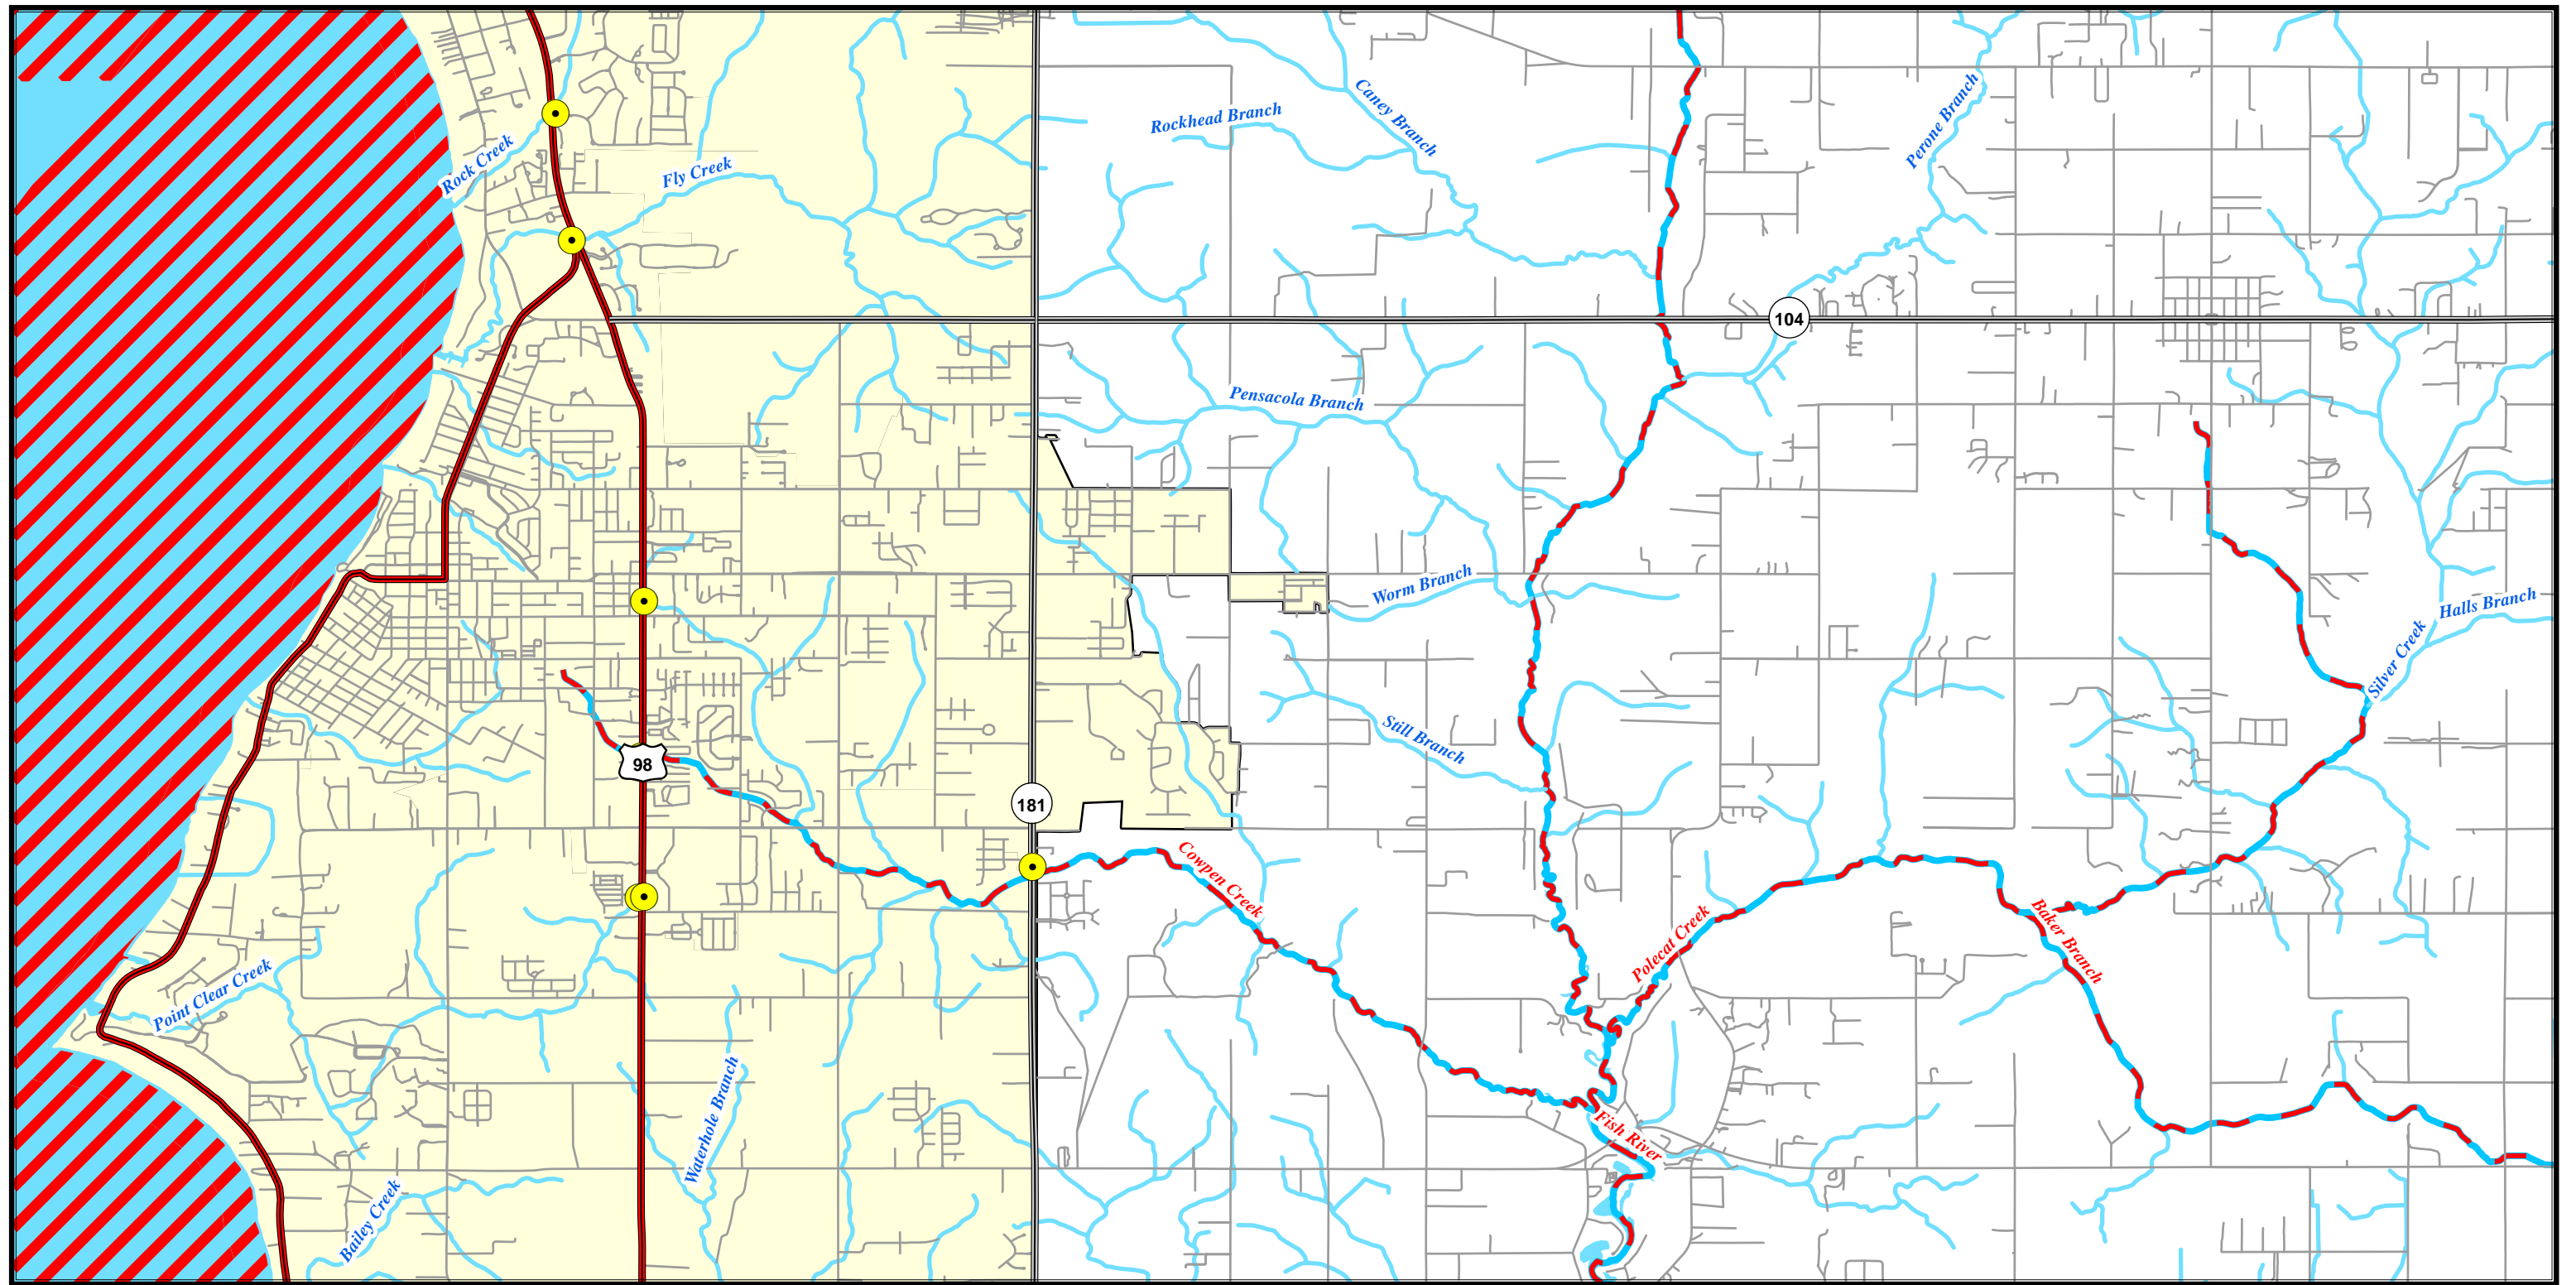 Rock Creek
Fly Creek
Rockhead Branch
Caney Branch
Perone Branch
104
Pensacola Branch
Worm Branch
Halls Branch
Silver Creek
Still Branch
98
181
Cowpen Creek
Polecat Creek
Baker Branch
Point Clear Creek
Waterhole Branch
Fish River
Bailey Creek